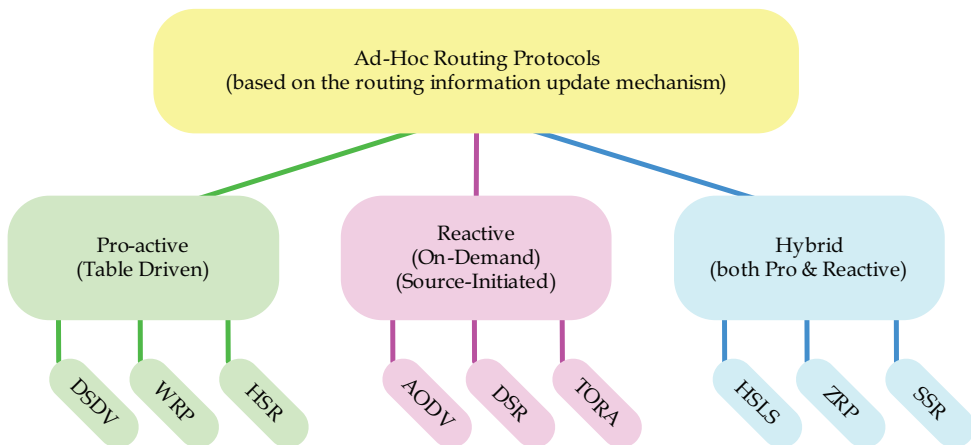 Ad-Hoc Routing Protocols
(based on the routing information update mechanism)
Pro-active
(Table Driven)
Reactive
(On-Demand)
(Source-Initiated)
Hybrid
(both Pro & Reactive)
DSDV
WRP
HSR
AODV
DSR
TORA
HSLS
ZRP
SSR